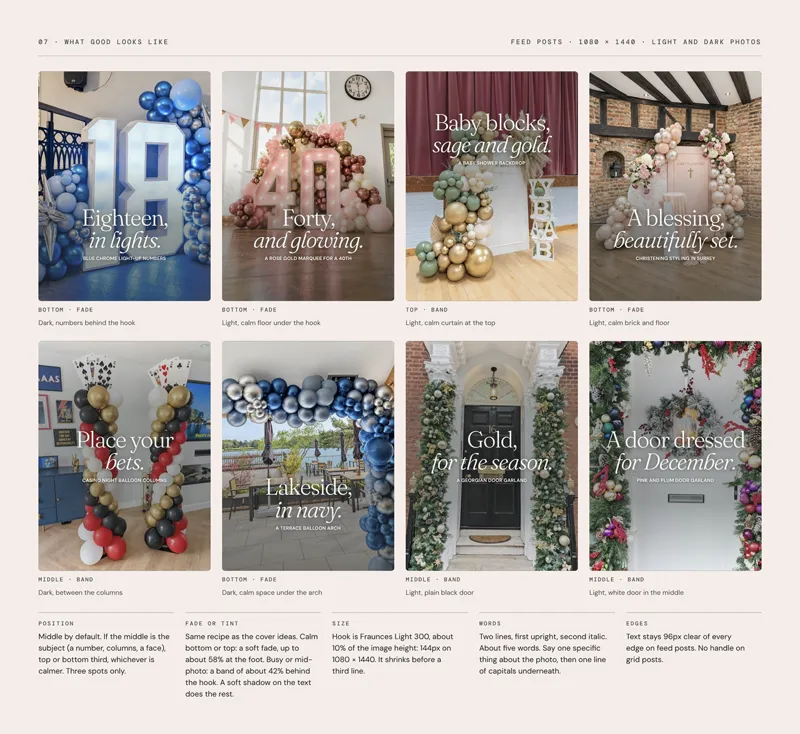 07 · WHAT GOOD LOOKS LIKE
FEED POSTS · 1080 × 1440 · LIGHT AND DARK PHOTOS
Eighteen,
in lights.
BLUE CHROME LIGHT-UP NUMBERS
Forty,
and glowing.
A ROSE GOLD MARQUEE FOR A 40TH
Baby blocks,
sage and gold.
A BABY SHOWER BACKDROP
A blessing,
beautifully set.
CHRISTENING STYLING IN SURREY
18
40
BABY
BOTTOM · FADE
Dark, numbers behind the hook
BOTTOM · FADE
Light, calm floor under the hook
TOP · BAND
Light, calm curtain at the top
BOTTOM · FADE
Light, calm brick and floor
Place your
bets.
CASINO NIGHT BALLOON COLUMNS
Lakeside,
in navy.
A TERRACE BALLOON ARCH
Gold,
for the season.
A GEORGIAN DOOR GARLAND
A door dressed
for December.
PINK AND PLUM DOOR GARLAND
MIDDLE · BAND
Dark, between the columns
BOTTOM · FADE
Dark, calm space under the arch
MIDDLE · BAND
Light, plain black door
MIDDLE · BAND
Light, white door in the middle
POSITION
Middle by default. If the middle is the
subject (a number, columns, a face),
top or bottom third, whichever is
calmer. Three spots only.
FADE OR TINT
Same recipe as the cover ideas. Calm
bottom or top: a soft fade, up to
about 58% at the foot. Busy or mid-
photo: a band of about 42% behind
the hook. A soft shadow on the text
does the rest.
SIZE
Hook is Fraunces Light 300, about
10% of the image height: 144px on
1080 × 1440. It shrinks before a
third line.
WORDS
Two lines, first upright, second italic.
About five words. Say one specific
thing about the photo, then one line
of capitals underneath.
EDGES
Text stays 96px clear of every
edge on feed posts. No handle on
grid posts.